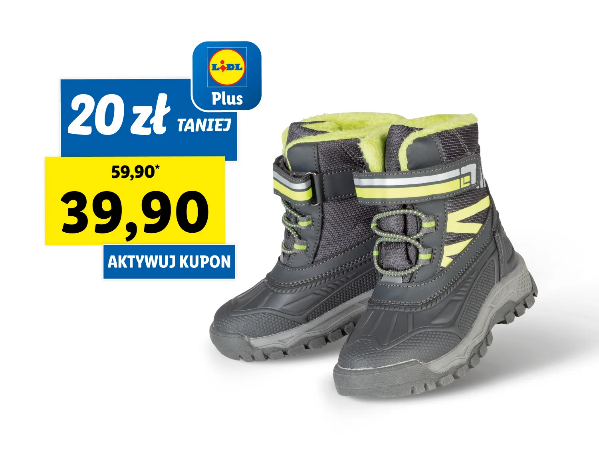 LiDL
Plus
20 zł TANIEJ
59,90*
39,90
AKTYWUJ KUPON